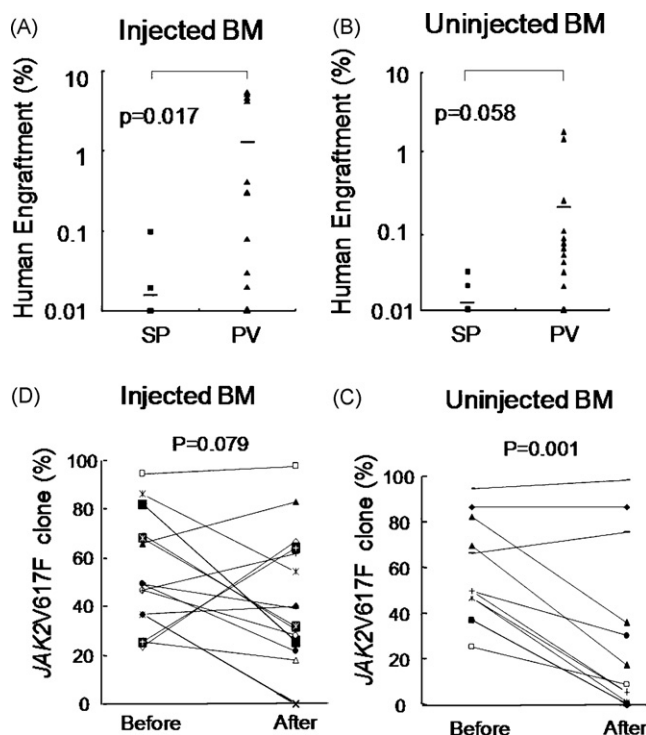 (A) Injected BM
Human Engraftment (%)
10
1
0.1
0.01
p=0.017
SP PV
(B) Uninjected BM
Human Engraftment (%)
10
1
0.1
0.01
p=0.058
SP PV
(D) Injected BM
P=0.079
JAK2V617F clone (%)
100
80
60
40
20
0
Before After
(C) Uninjected BM
P=0.001
JAK2V617F clone (%)
100
80
60
40
20
0
Before After